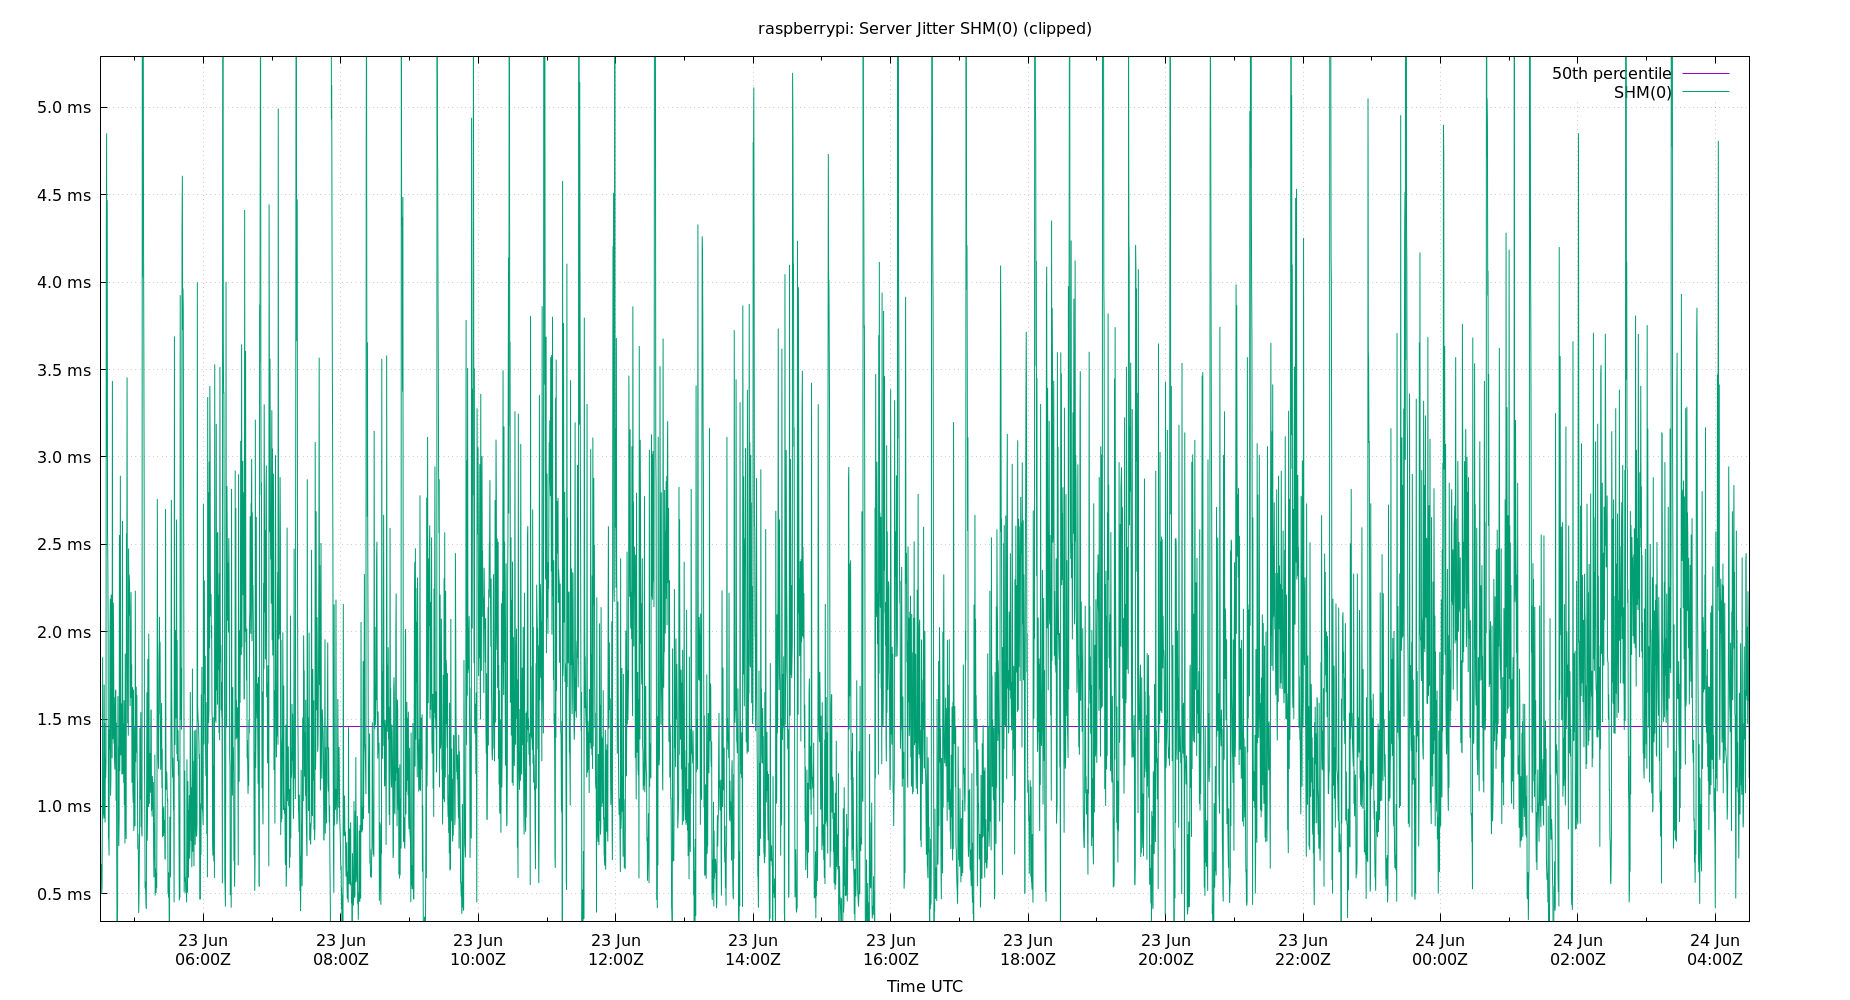 raspberrypi: Server Jitter SHM(0) (clipped)
50th percentile
SHM(0)
5.0 ms
4.5 ms
4.0 ms
3.5 ms
3.0 ms
2.5 ms
2.0 ms
1.5 ms
1.0 ms
0.5 ms
23 Jun 23 Jun 23 Jun 23 Jun 23 Jun 23 Jun 23 Jun 23 Jun 23 Jun 24 Jun 24 Jun 24 Jun
06:00Z 08:00Z 10:00Z 12:00Z 14:00Z 16:00Z 18:00Z 20:00Z 22:00Z 00:00Z 02:00Z 04:00Z
Time UTC